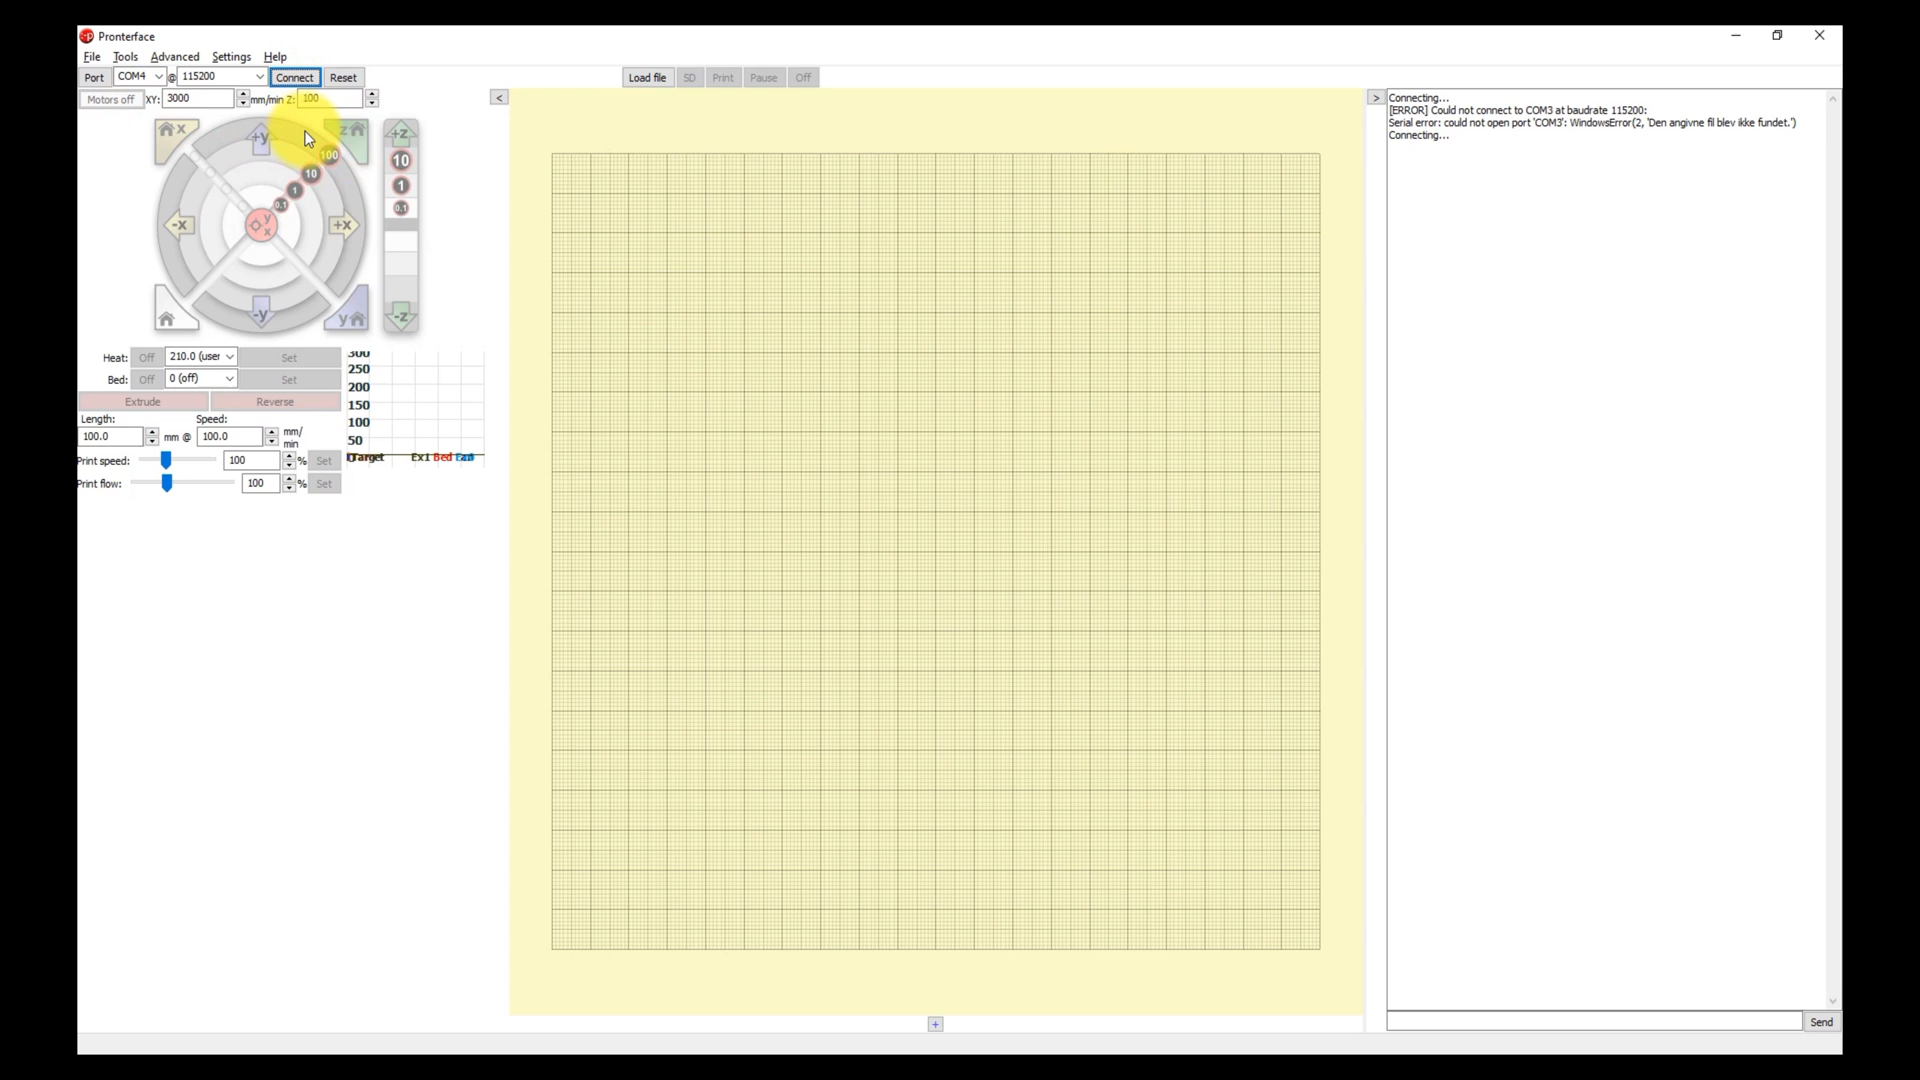 Pronterface
File Tools Advanced Settings Help
Port COM4 @ 115200 Connect Reset Load file SD Print Pause Off
Motors off XY: 3000 mm/min Z: 100 < >
+y z +z
x 100 10
10 1
1 0.1
0.1
-x y x +x
-y y -z
Heat: Off 210.0 (user Set
Bed: Off 0 (off) Set
Extrude Reverse
Length: Speed:
100.0 mm @ 100.0 mm/
min
Print speed: 100 % Set
Print flow: 100 % Set
300
250
200
150
100
50
Target Ex1 Bed
Connecting...
[ERROR] Could not connect to COM3 at baudrate 115200:
Serial error: could not open port 'COM3': WindowsError(2, 'Den angivne fil blev ikke fundet.')
Connecting...
+
Send